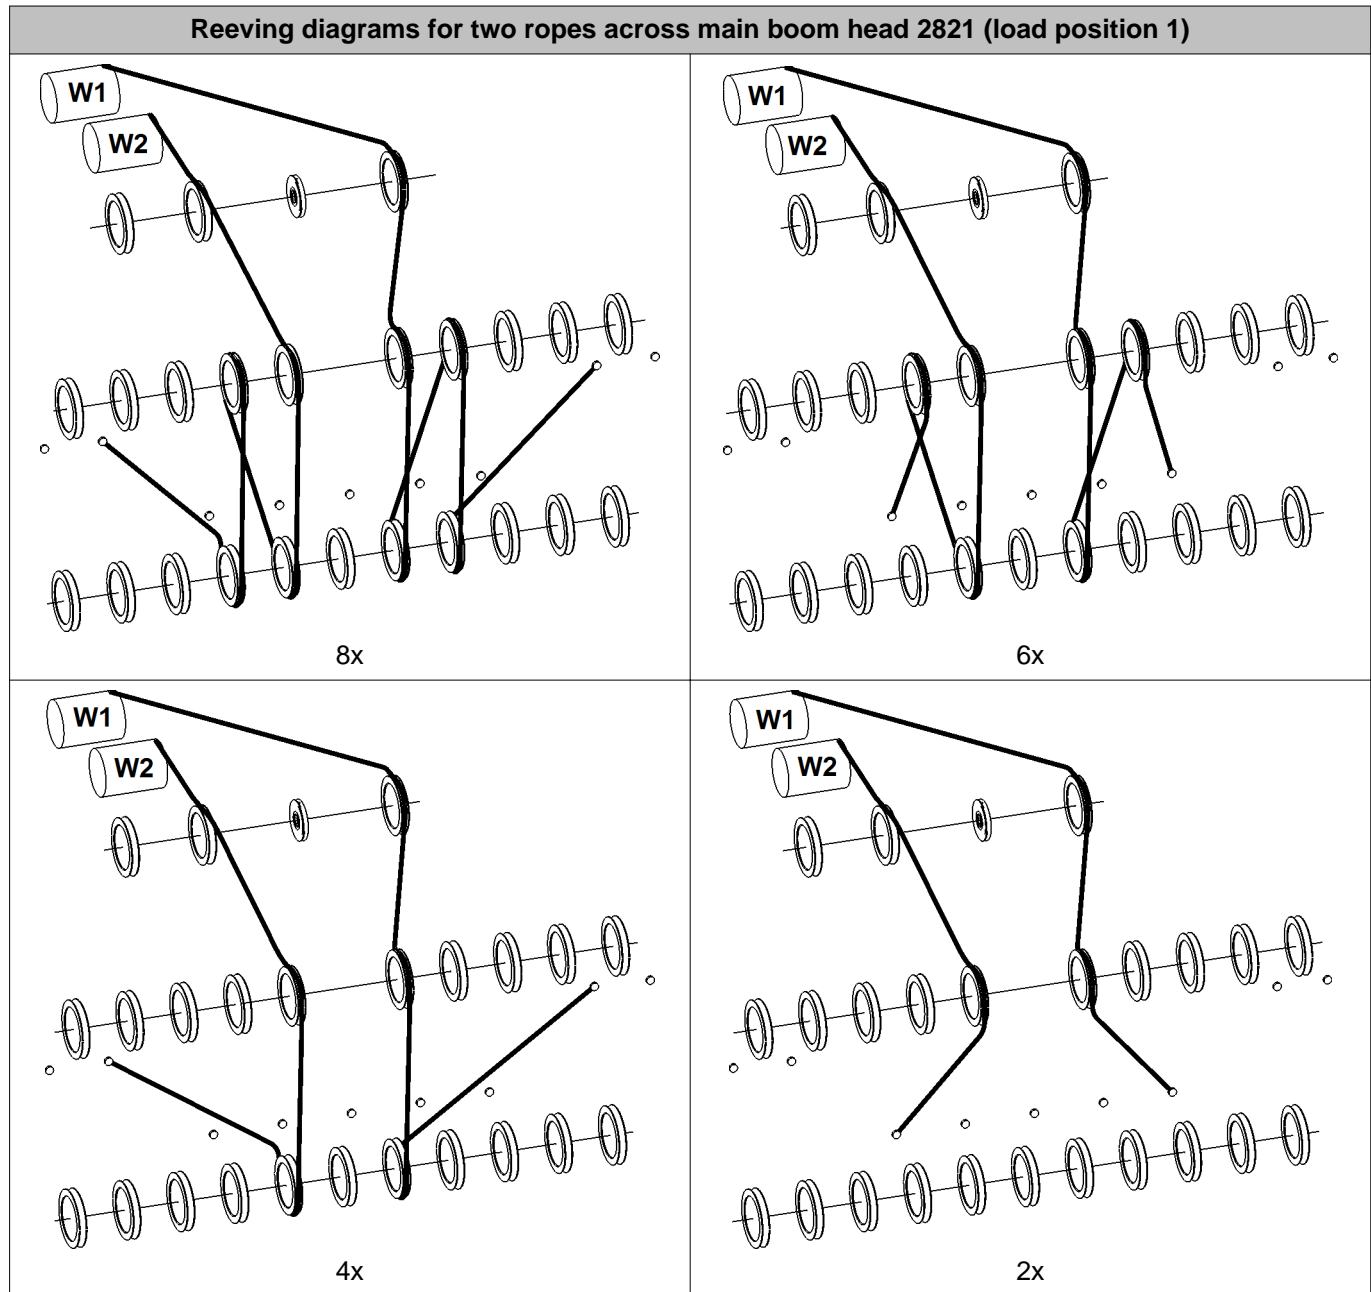 Reeving diagrams for two ropes across main boom head 2821 (load position 1)
W1
W2
8x
W1
W2
6x
W1
W2
4x
W1
W2
2x